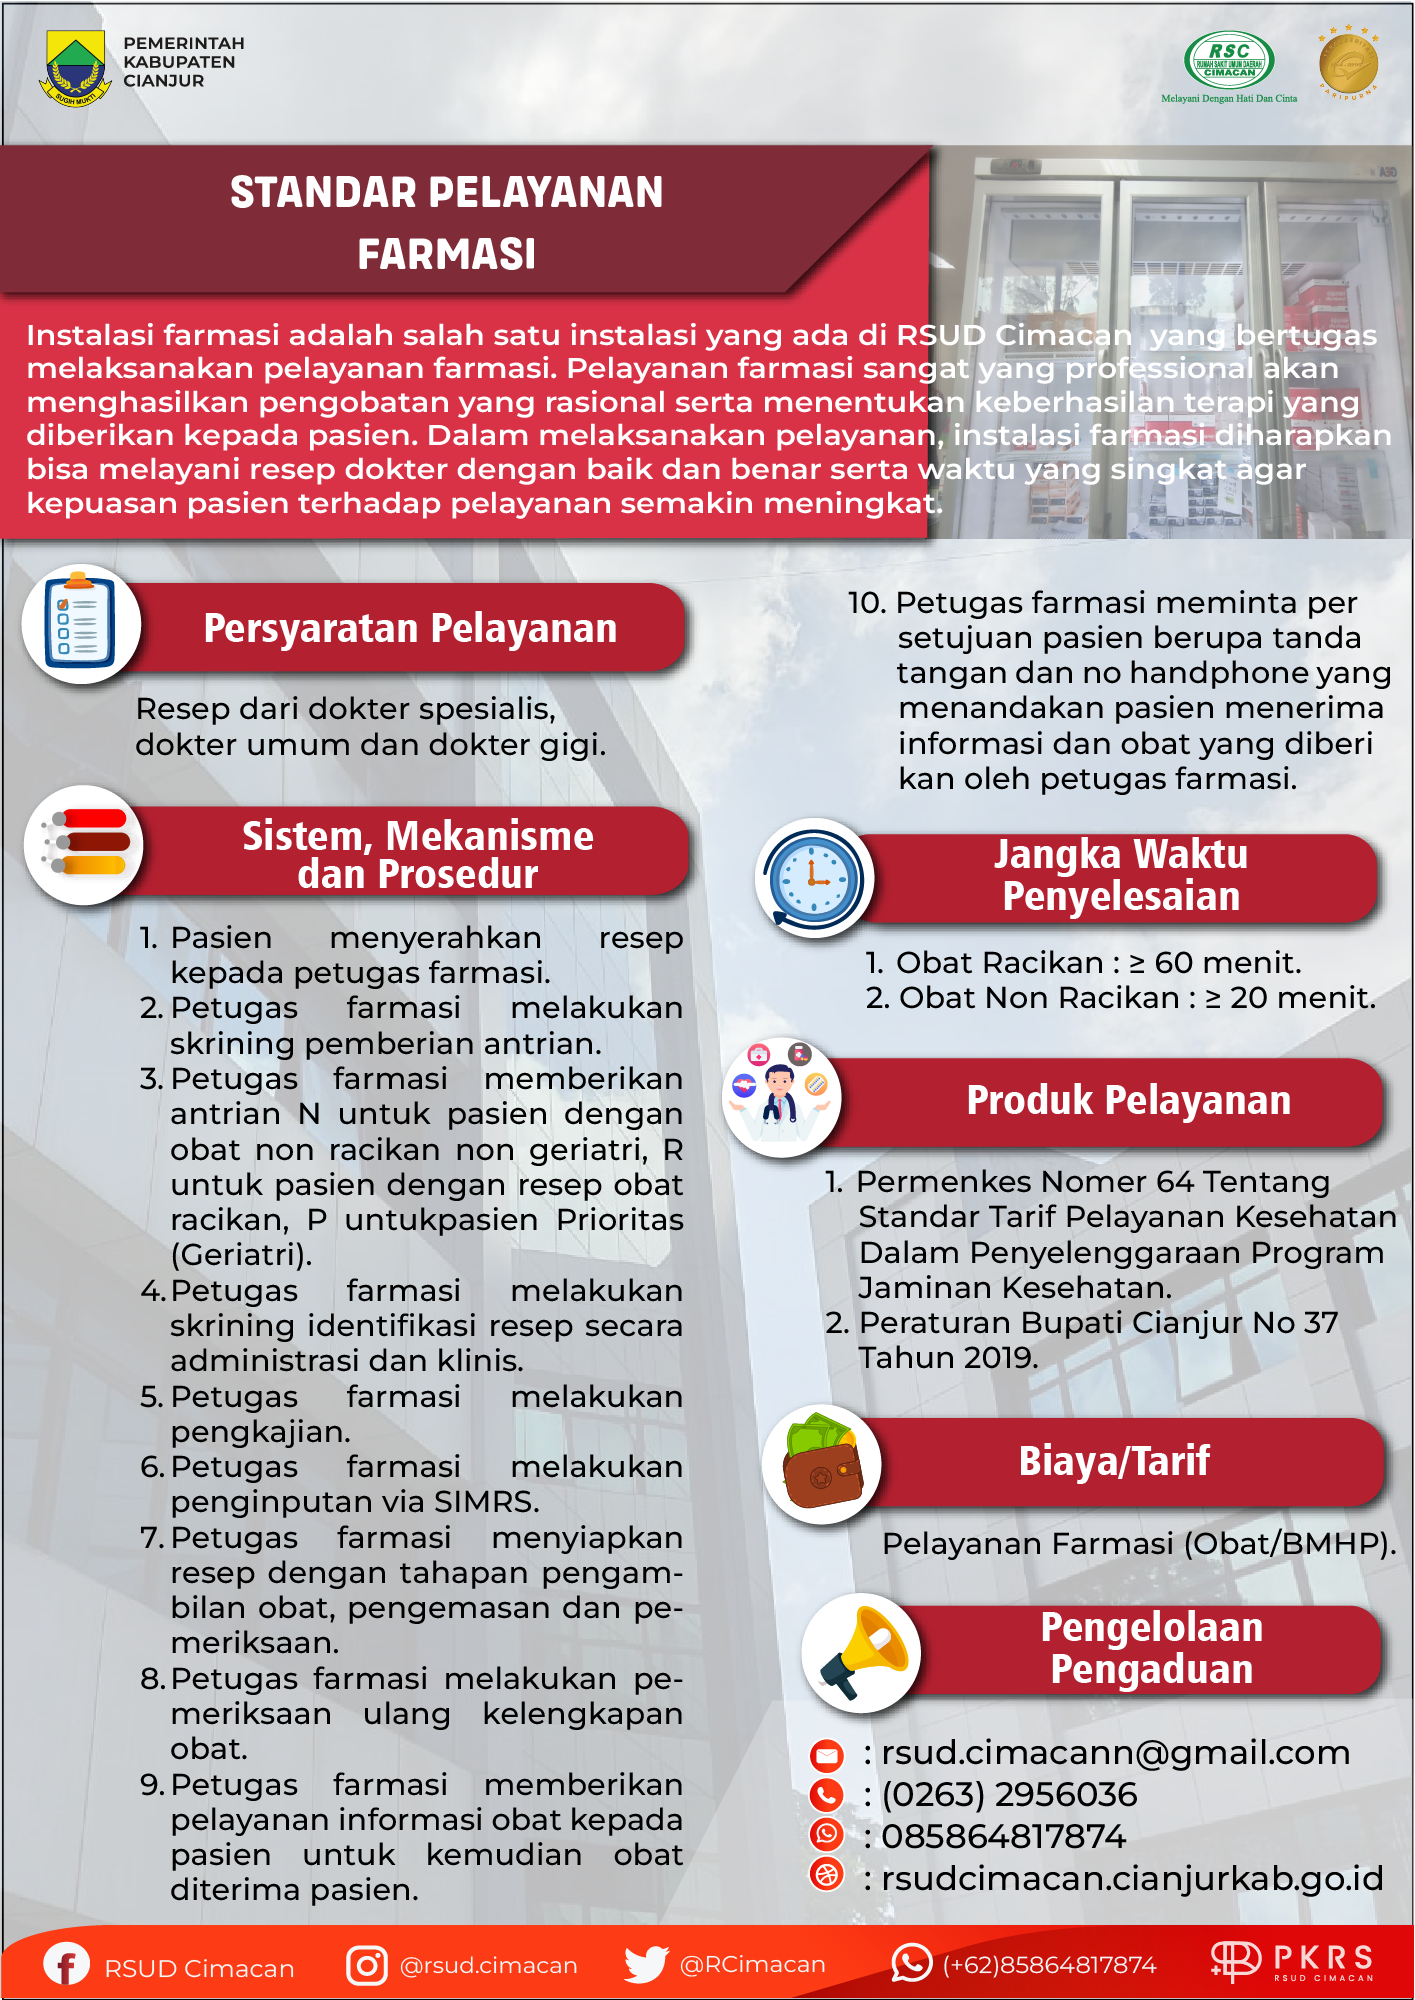 PEMERINTAH
KABUPATEN
CIANJUR
SUGIH MUKTI
RSC
RUMAH SAKIT UMUM DAERAH
CIMACAN
Melayani Dengan Hati Dan Cinta
PARIPURNA
STANDAR PELAYANAN
FARMASI
Instalasi farmasi adalah salah satu instalasi yang ada di RSUD Cimacan  yang bertugas
melaksanakan pelayanan farmasi. Pelayanan farmasi sangat yang professional akan
menghasilkan pengobatan yang rasional serta menentukan keberhasilan terapi yang
diberikan kepada pasien. Dalam melaksanakan pelayanan, instalasi farmasi diharapkan
bisa melayani resep dokter dengan baik dan benar serta waktu yang singkat agar
kepuasan pasien terhadap pelayanan semakin meningkat.
Persyaratan Pelayanan
Resep dari dokter spesialis,
dokter umum dan dokter gigi.
Sistem, Mekanisme
dan Prosedur
1. Pasien menyerahkan resep
kepada petugas farmasi.
2. Petugas farmasi melakukan
skrining pemberian antrian.
3. Petugas farmasi memberikan
antrian N untuk pasien dengan
obat non racikan non geriatri, R
untuk pasien dengan resep obat
racikan, P untukpasien Prioritas
(Geriatri).
4. Petugas farmasi melakukan
skrining identifikasi resep secara
administrasi dan klinis.
5. Petugas farmasi melakukan
pengkajian.
6. Petugas farmasi melakukan
penginputan via SIMRS.
7. Petugas farmasi menyiapkan
resep dengan tahapan pengam-
bilan obat, pengemasan dan pe-
meriksaan.
8. Petugas farmasi melakukan pe-
meriksaan ulang kelengkapan
obat.
9. Petugas farmasi memberikan
pelayanan informasi obat kepada
pasien untuk kemudian obat
diterima pasien.
10. Petugas farmasi meminta per
setujuan pasien berupa tanda
tangan dan no handphone yang
menandakan pasien menerima
informasi dan obat yang diberi
kan oleh petugas farmasi.
Jangka Waktu
Penyelesaian
1. Obat Racikan : ≥ 60 menit.
2. Obat Non Racikan : ≥ 20 menit.
Produk Pelayanan
1. Permenkes Nomer 64 Tentang
Standar Tarif Pelayanan Kesehatan
Dalam Penyelenggaraan Program
Jaminan Kesehatan.
2. Peraturan Bupati Cianjur No 37
Tahun 2019.
Biaya/Tarif
Pelayanan Farmasi (Obat/BMHP).
Pengelolaan
Pengaduan
: rsud.cimacann@gmail.com
: (0263) 2956036
: 085864817874
: rsudcimacan.cianjurkab.go.id
RSUD Cimacan
@rsud.cimacan
@RCimacan
(+62)85864817874
PKRS
RSUD CIMACAN